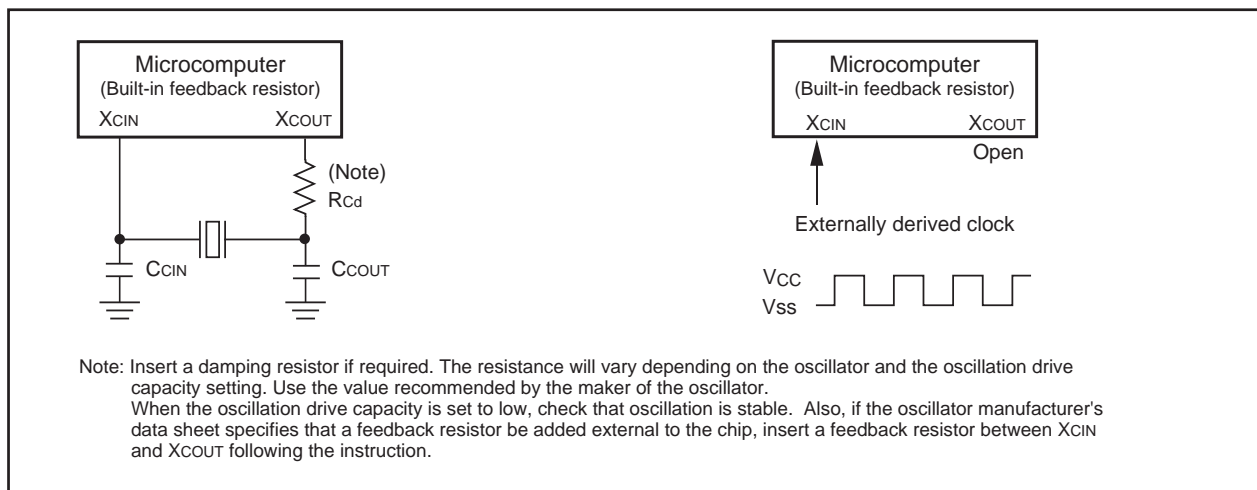 Microcomputer
(Built-in feedback resistor)
XCIN XCOUT
(Note)
RCd
CCIN CCOUT
Microcomputer
(Built-in feedback resistor)
XCIN XCOUT
Open
Externally derived clock
VCC
VSS
Note: Insert a damping resistor if required. The resistance will vary depending on the oscillator and the oscillation drive
capacity setting. Use the value recommended by the maker of the oscillator.
When the oscillation drive capacity is set to low, check that oscillation is stable. Also, if the oscillator manufacturer's
data sheet specifies that a feedback resistor be added external to the chip, insert a feedback resistor between XCIN
and XCOUT following the instruction.